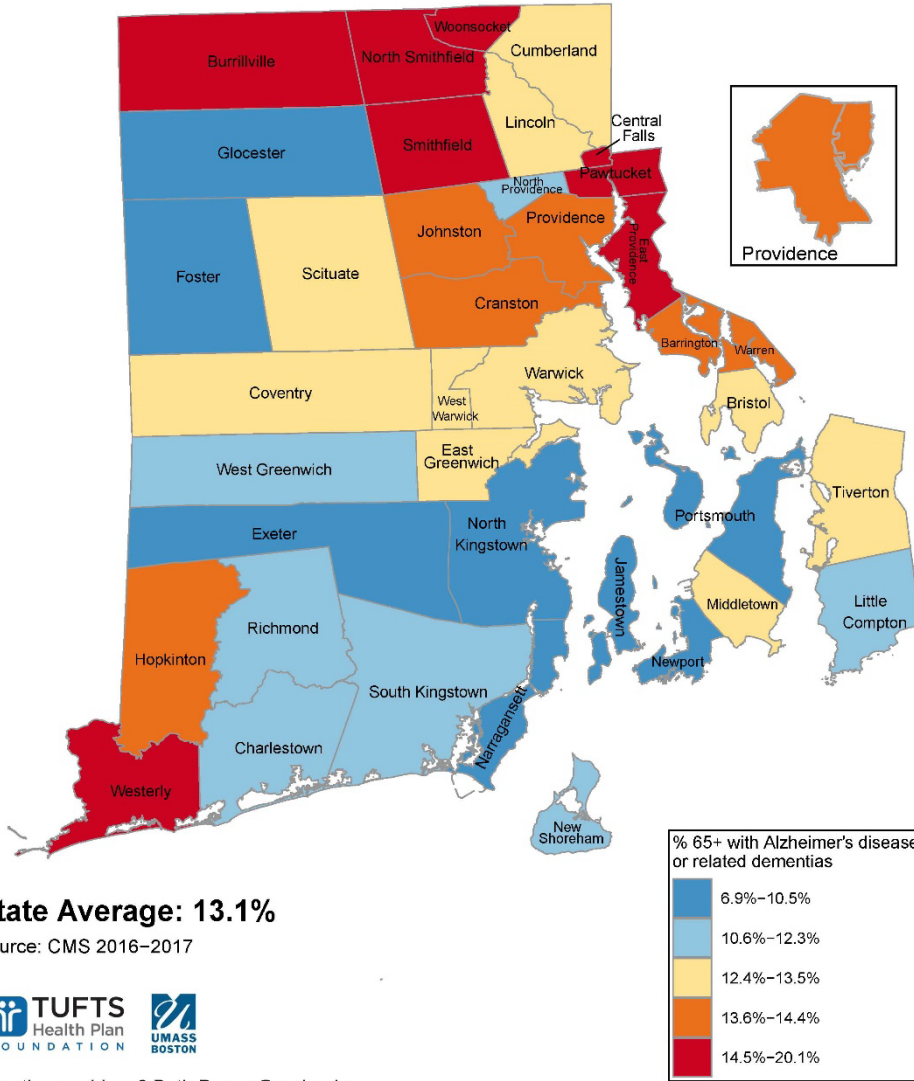 Woonsocket
Cumberland
Burrillville
North Smithfield
Lincoln
Central
Falls
Smithfield
Glocester
Pawtucket
North
Providence
Providence
Johnston
East
Providence
Providence
Foster
Scituate
Cranston
Barrington
Warren
Warwick
Coventry
West
Warwick
Bristol
East
Greenwich
West Greenwich
Tiverton
Portsmouth
North
Kingstown
Exeter
Jamestown
Middletown
Little
Compton
Richmond
Hopkinton
Newport
South Kingstown
Narragansett
Charlestown
Westerly
New
Shoreham
% 65+ with Alzheimer's disease
or related dementias
6.9%−10.5%
10.6%−12.3%
12.4%−13.5%
13.6%−14.4%
14.5%−20.1%
tate Average: 13.1%
urce: CMS 2016−2017
TUFTS
Health Plan
OUNDATION
UMASS
BOSTON